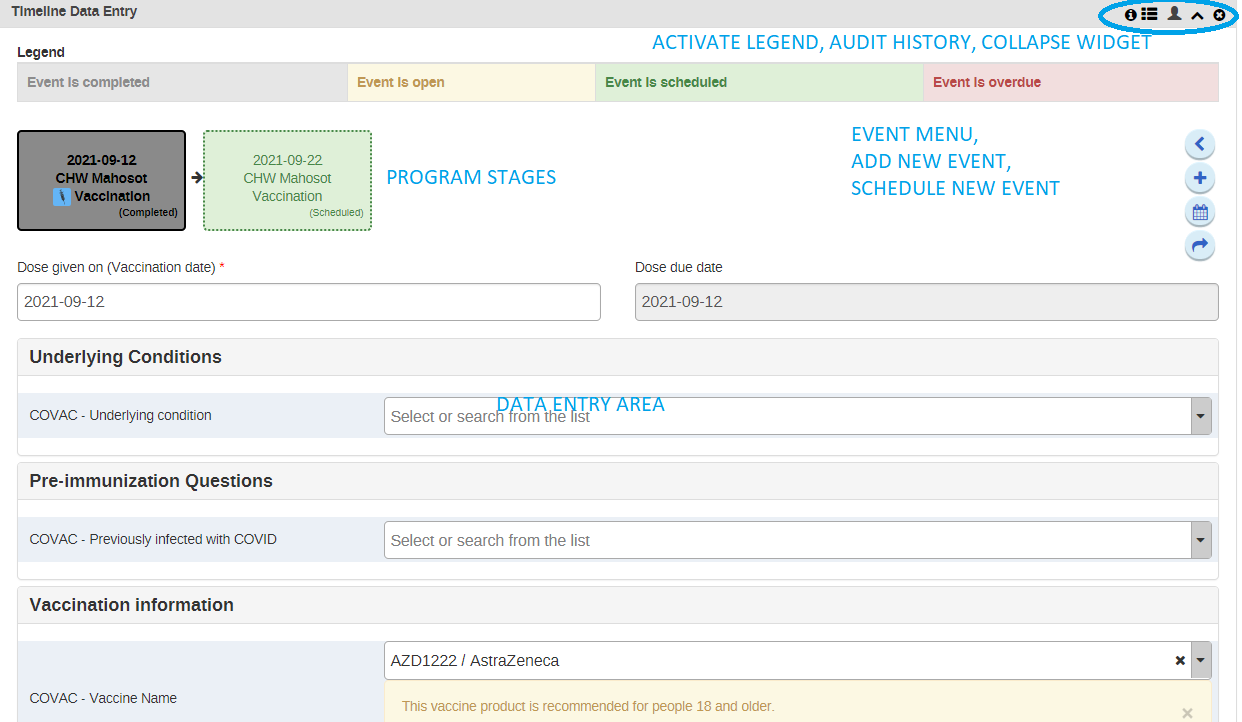 Timeline Data Entry
ACTIVATE LEGEND, AUDIT HISTORY, COLLAPSE WIDGET
Legend
Event is completed
Event is open
Event is scheduled
Event is overdue
2021-09-12
CHW Mahosot
Vaccination
(Completed)
2021-09-22
CHW Mahosot
Vaccination
(Scheduled)
PROGRAM STAGES
EVENT MENU,
ADD NEW EVENT,
SCHEDULE NEW EVENT
Dose given on (Vaccination date) *
2021-09-12
Dose due date
2021-09-12
Underlying Conditions
DATA ENTRY AREA
COVAC - Underlying condition
Select or search from the list
Pre-immunization Questions
COVAC - Previously infected with COVID
Select or search from the list
Vaccination information
AZD1222 / AstraZeneca
COVAC - Vaccine Name
This vaccine product is recommended for people 18 and older.